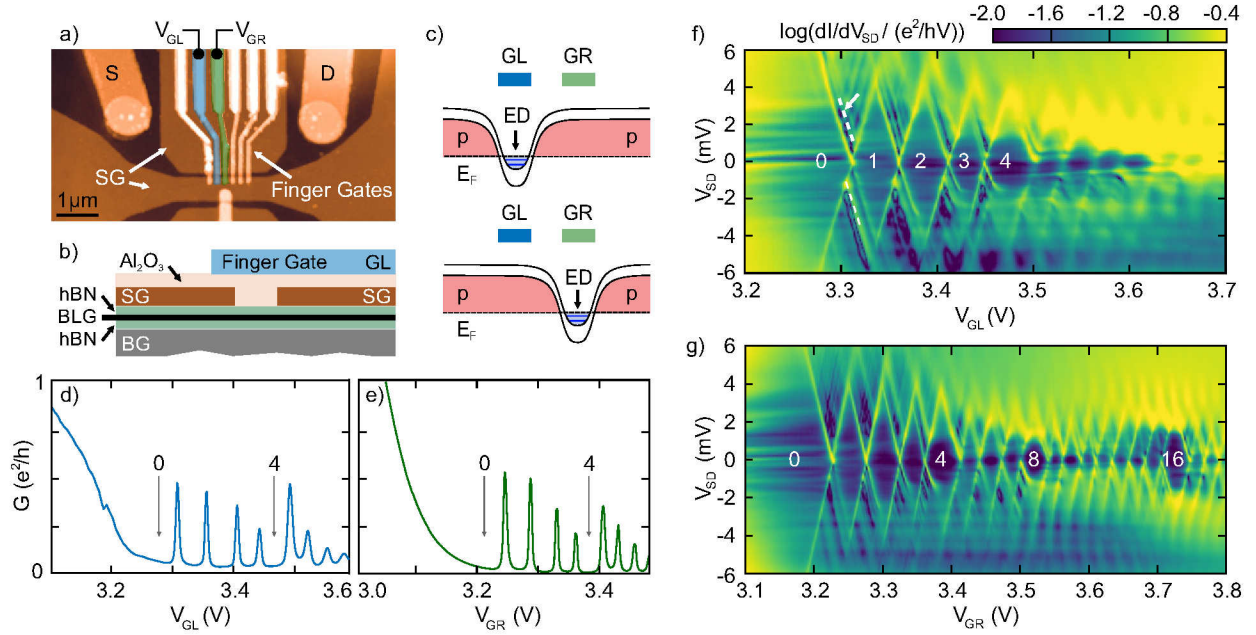 a)
V_GL
V_GR
S
D
SG
Finger Gates
1μm
b)
Al₂O₃
Finger Gate
GL
hBN
SG
SG
BLG
hBN
BG
c)
GL
GR
ED
p
p
E_F
GL
GR
ED
p
p
E_F
d)
1
0
4
G (e²/h)
0
3.2
3.4
3.6
V_GL (V)
e)
0
4
3.0
3.2
3.4
V_GR (V)
f)
log(dI/dV_SD / (e²/hV))
-2.0
-1.6
-1.2
-0.8
-0.4
6
4
2
0
-2
-4
-6
V_SD (mV)
0
1
2
3
4
3.2
3.3
3.4
3.5
3.6
3.7
V_GL (V)
g)
6
4
2
0
-2
-4
-6
V_SD (mV)
0
4
8
16
3.1
3.2
3.3
3.4
3.5
3.6
3.7
3.8
V_GR (V)